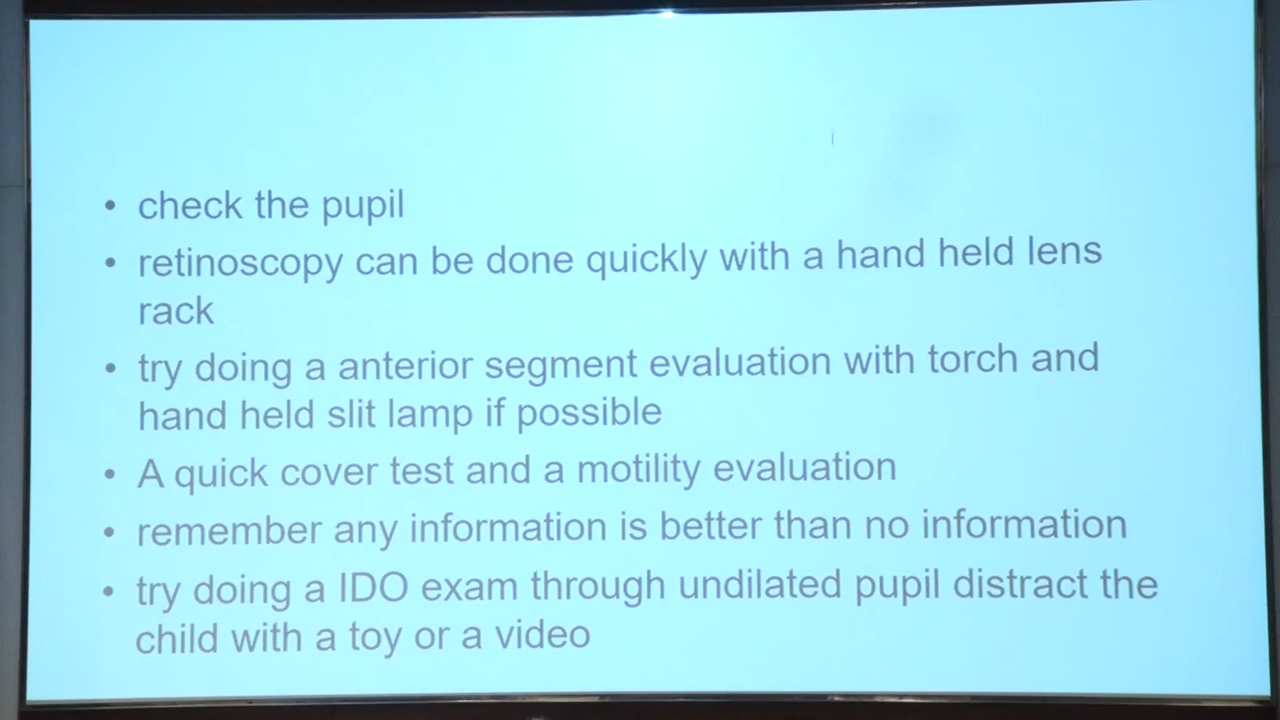 • check the pupil
• retinoscopy can be done quickly with a hand held lens
rack
• try doing a anterior segment evaluation with torch and
hand held slit lamp if possible
• A quick cover test and a motility evaluation
• remember any information is better than no information
• try doing a IDO exam through undilated pupil distract the
child with a toy or a video